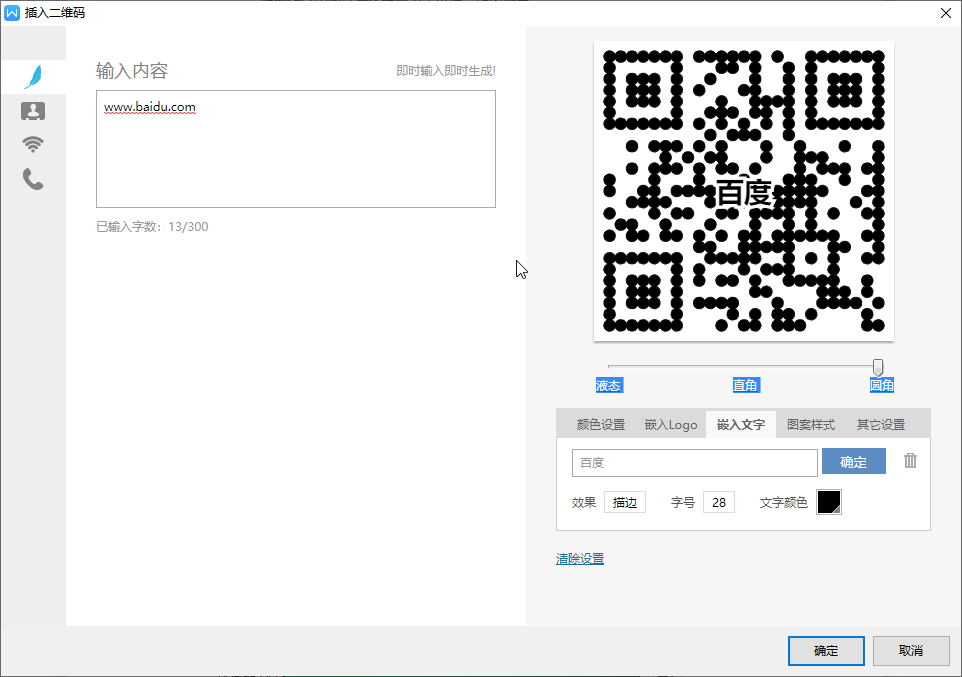 插入二维码
输入内容
即时输入即时生成!
www.baidu.com
已输入字数：13/300
百度
液态 直角 圆角
颜色设置 嵌入Logo 嵌入文字 图案样式 其它设置
百度 确定
效果 描边 字号 28 文字颜色
清除设置
确定 取消